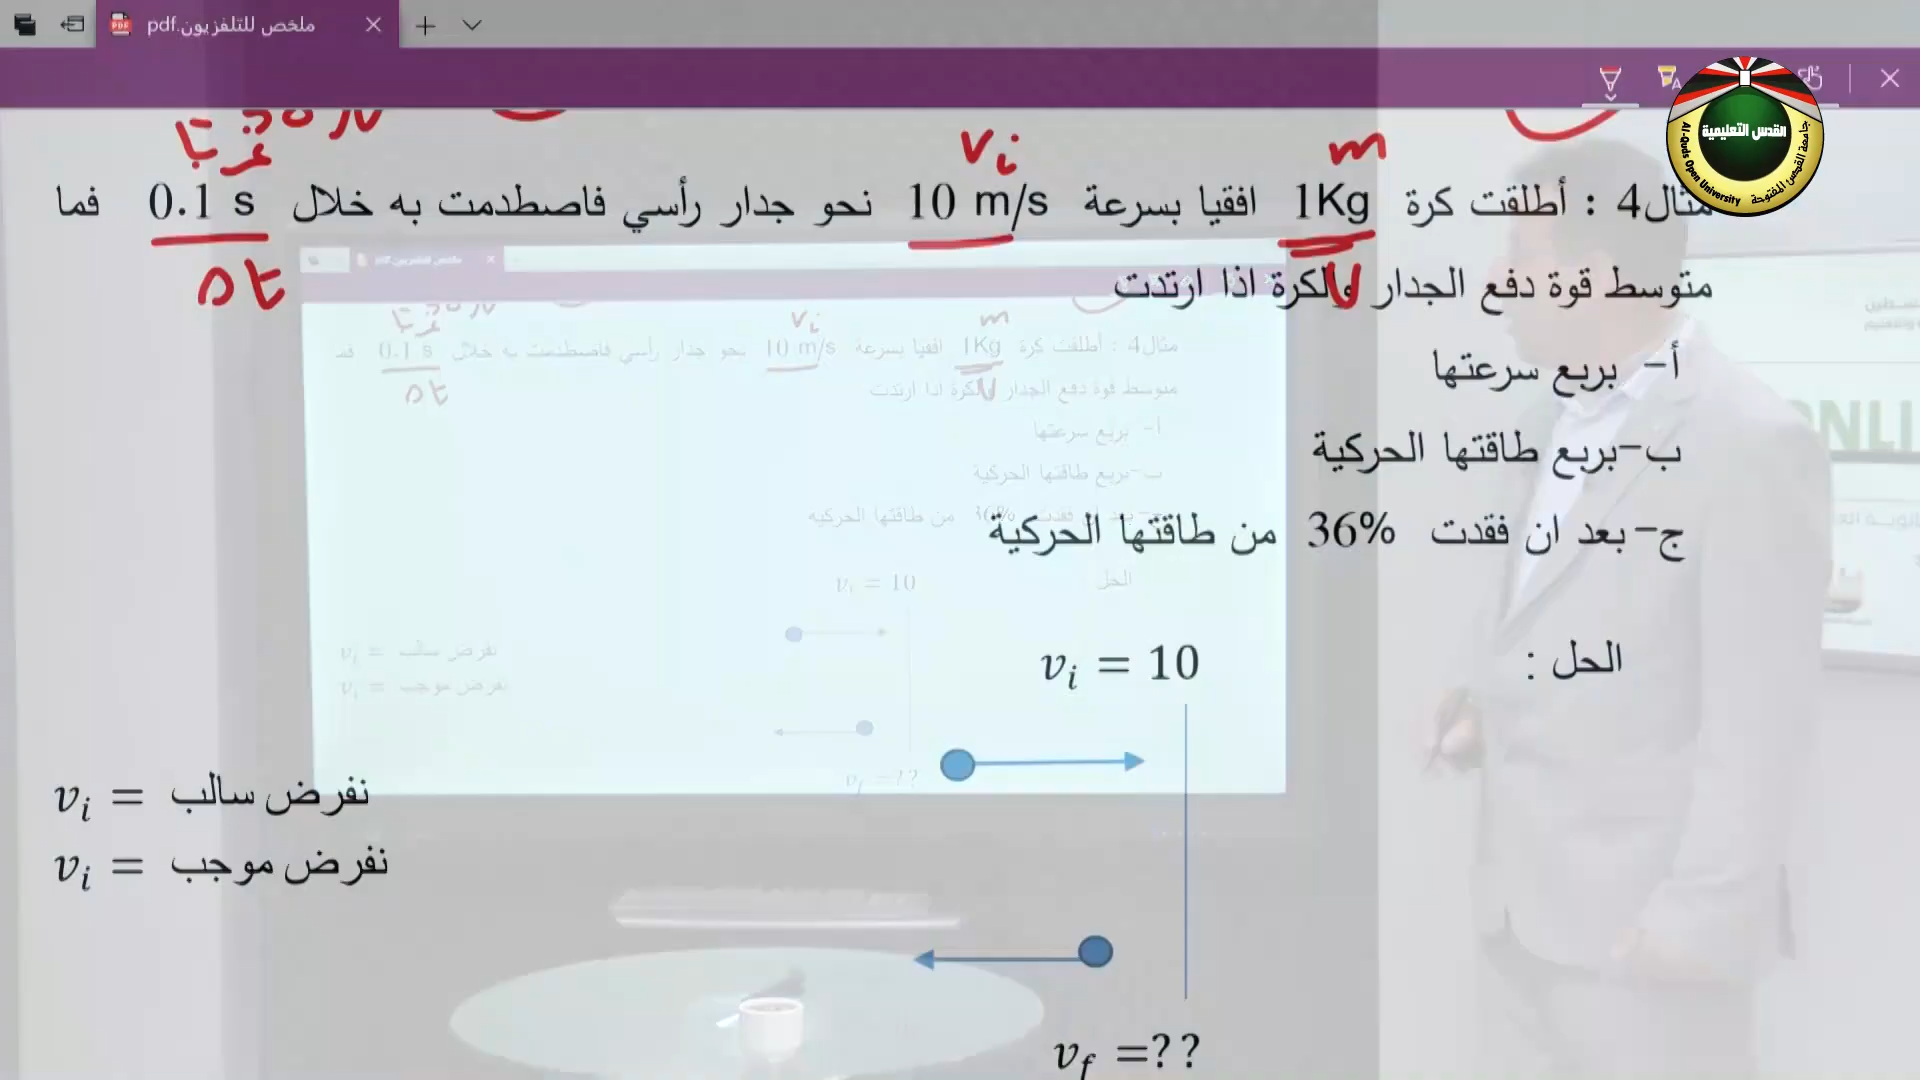 ملخص للتلفزيون.pdf
القدس التعليمية
جامعة القدس المفتوحة
Al-Quds Open University
vi
m
مثال4 : أطلقت كرة 1Kg افقيا بسرعة 10 m/s نحو جدار رأسي فاصطدمت به خلال 0.1 s فما
Δt
متوسط قوة دفع الجدار للكرة اذا ارتدت
أ- بربع سرعتها
ب-بربع طاقتها الحركية
ج-بعد ان فقدت 36% من طاقتها الحركية
الحل :
vᵢ = 10
نفرض سالب = vᵢ
نفرض موجب = vᵢ
v_f =??